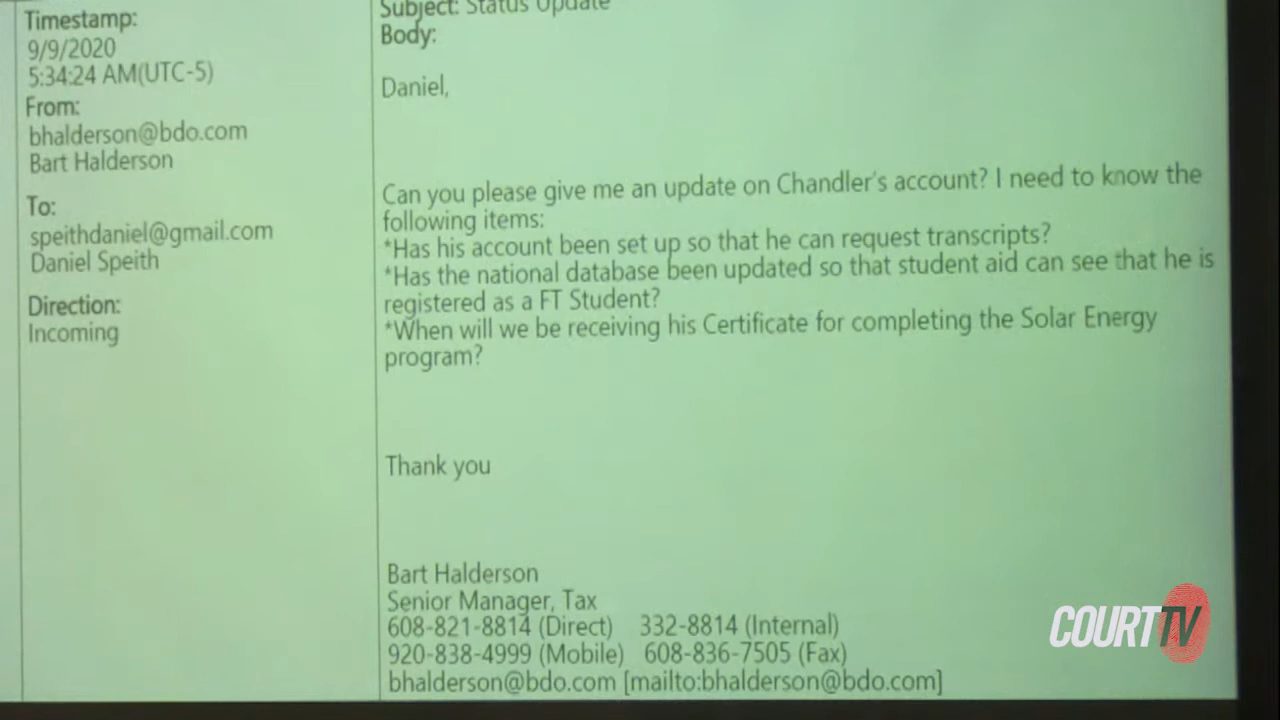 Timestamp:
9/9/2020
5:34:24 AM(UTC-5)
From:
bhalderson@bdo.com
Bart Halderson
To:
speithdaniel@gmail.com
Daniel Speith
Direction:
Incoming
Subject: Status Update
Body:
Daniel,
Can you please give me an update on Chandler's account? I need to know the
following items:
*Has his account been set up so that he can request transcripts?
*Has the national database been updated so that student aid can see that he is
registered as a FT Student?
*When will we be receiving his Certificate for completing the Solar Energy
program?
Thank you
Bart Halderson
Senior Manager, Tax
608-821-8814 (Direct) 332-8814 (Internal)
920-838-4999 (Mobile) 608-836-7505 (Fax)
bhalderson@bdo.com [mailto:bhalderson@bdo.com]
COURT TV